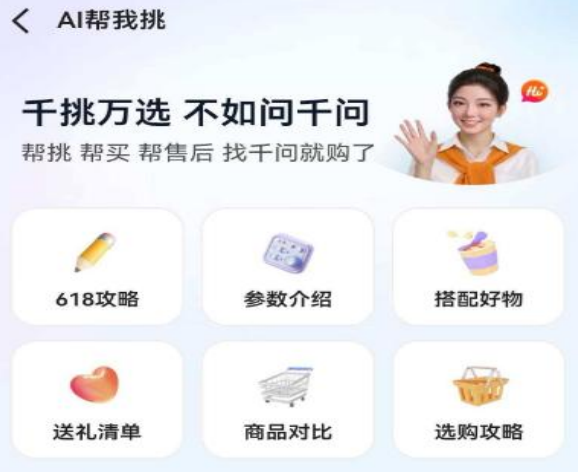 AI帮我挑
Hi
千挑万选 不如问千问
帮挑 帮买 帮售后 找千问就购了
618攻略
参数介绍
搭配好物
送礼清单
商品对比
选购攻略